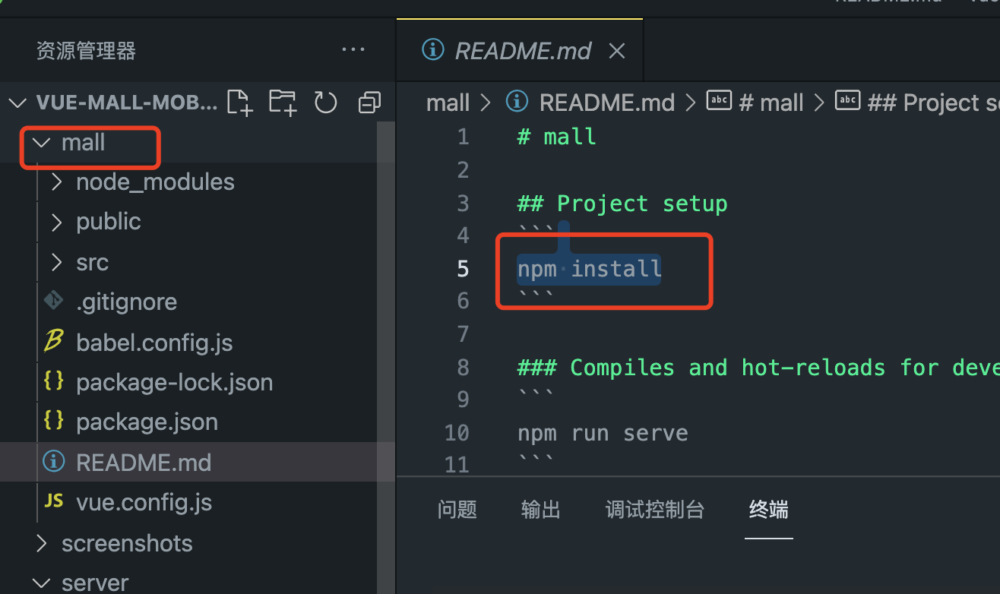 资源管理器
VUE-MALL-MOB...
mall
node_modules
public
src
.gitignore
babel.config.js
package-lock.json
package.json
README.md
vue.config.js
screenshots
server
README.md
mall > README.md > # mall > ## Project s
1 # mall
2
3 ## Project setup
4 ```
5 npm install
6 ```
7
8 ### Compiles and hot-reloads for deve
9 ```
10 npm run serve
11 ```
问题 输出 调试控制台 终端